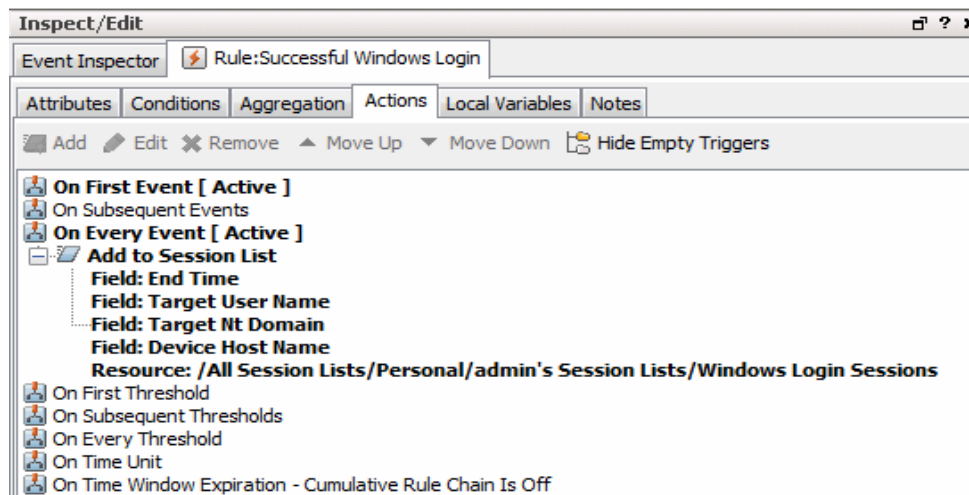 Inspect/Edit
Event Inspector Rule:Successful Windows Login
Attributes Conditions Aggregation Actions Local Variables Notes
Add Edit Remove Move Up Move Down Hide Empty Triggers
On First Event [ Active ]
On Subsequent Events
On Every Event [ Active ]
Add to Session List
Field: End Time
Field: Target User Name
Field: Target Nt Domain
Field: Device Host Name
Resource: /All Session Lists/Personal/admin's Session Lists/Windows Login Sessions
On First Threshold
On Subsequent Thresholds
On Every Threshold
On Time Unit
On Time Window Expiration - Cumulative Rule Chain Is Off